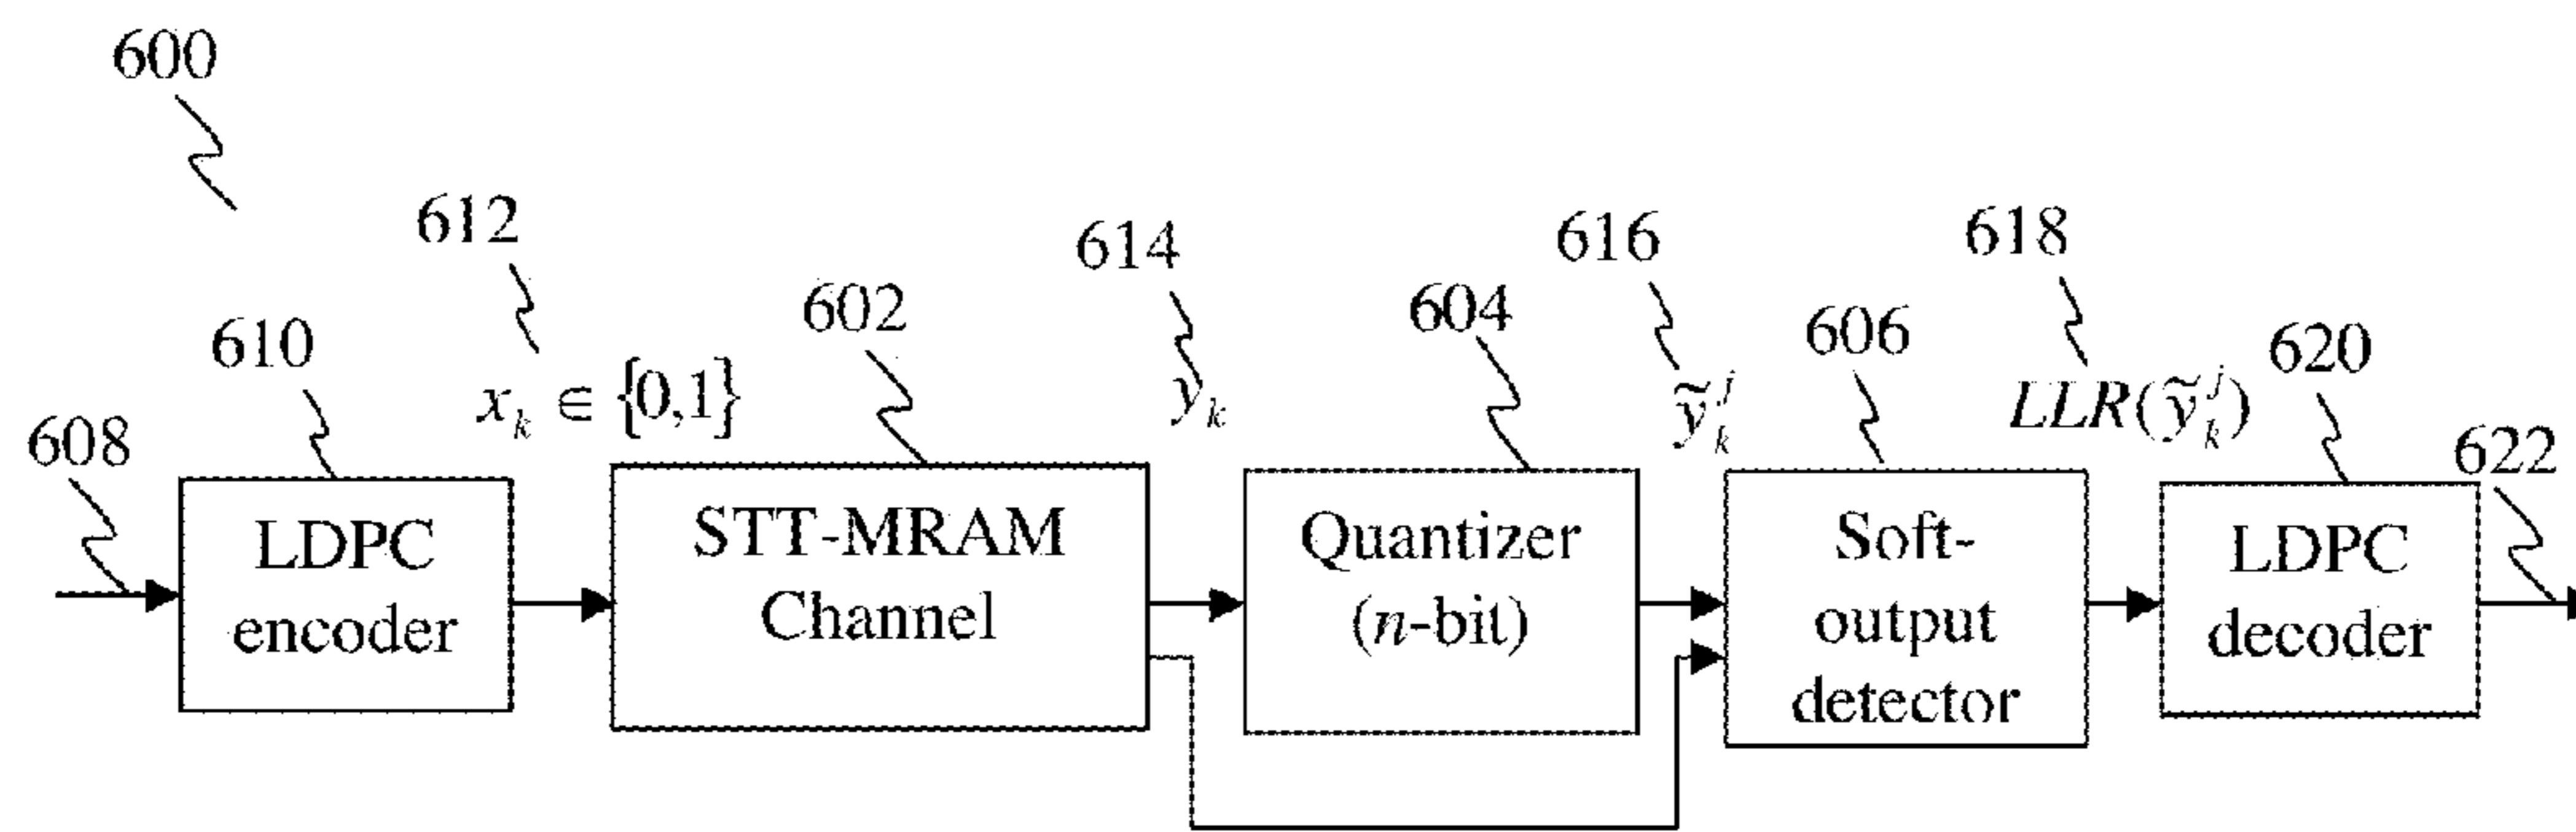 600
612
614
616
618
602
604
606
610
620
608
622
x_k ∈ {0,1}
y_k
ỹ_k^j
LLR(ỹ_k^j)
LDPC
encoder
STT-MRAM
Channel
Quantizer
(n-bit)
Soft-
output
detector
LDPC
decoder